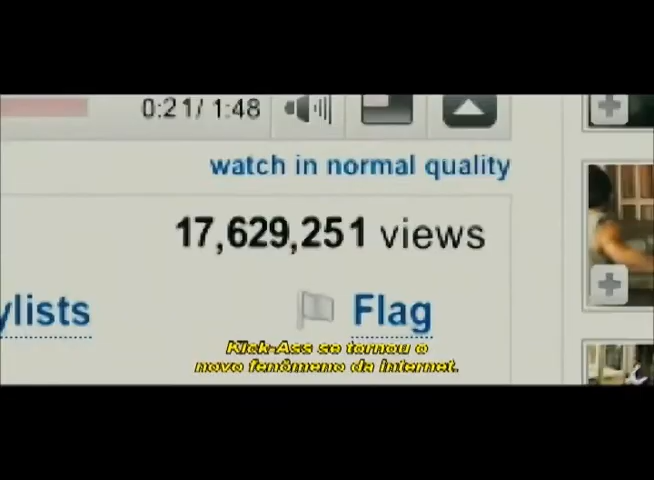 0:21/ 1:48
watch in normal quality
17,629,251 views
ylists
Flag
Kick-Ass se tornou o
novo fenômeno da internet.